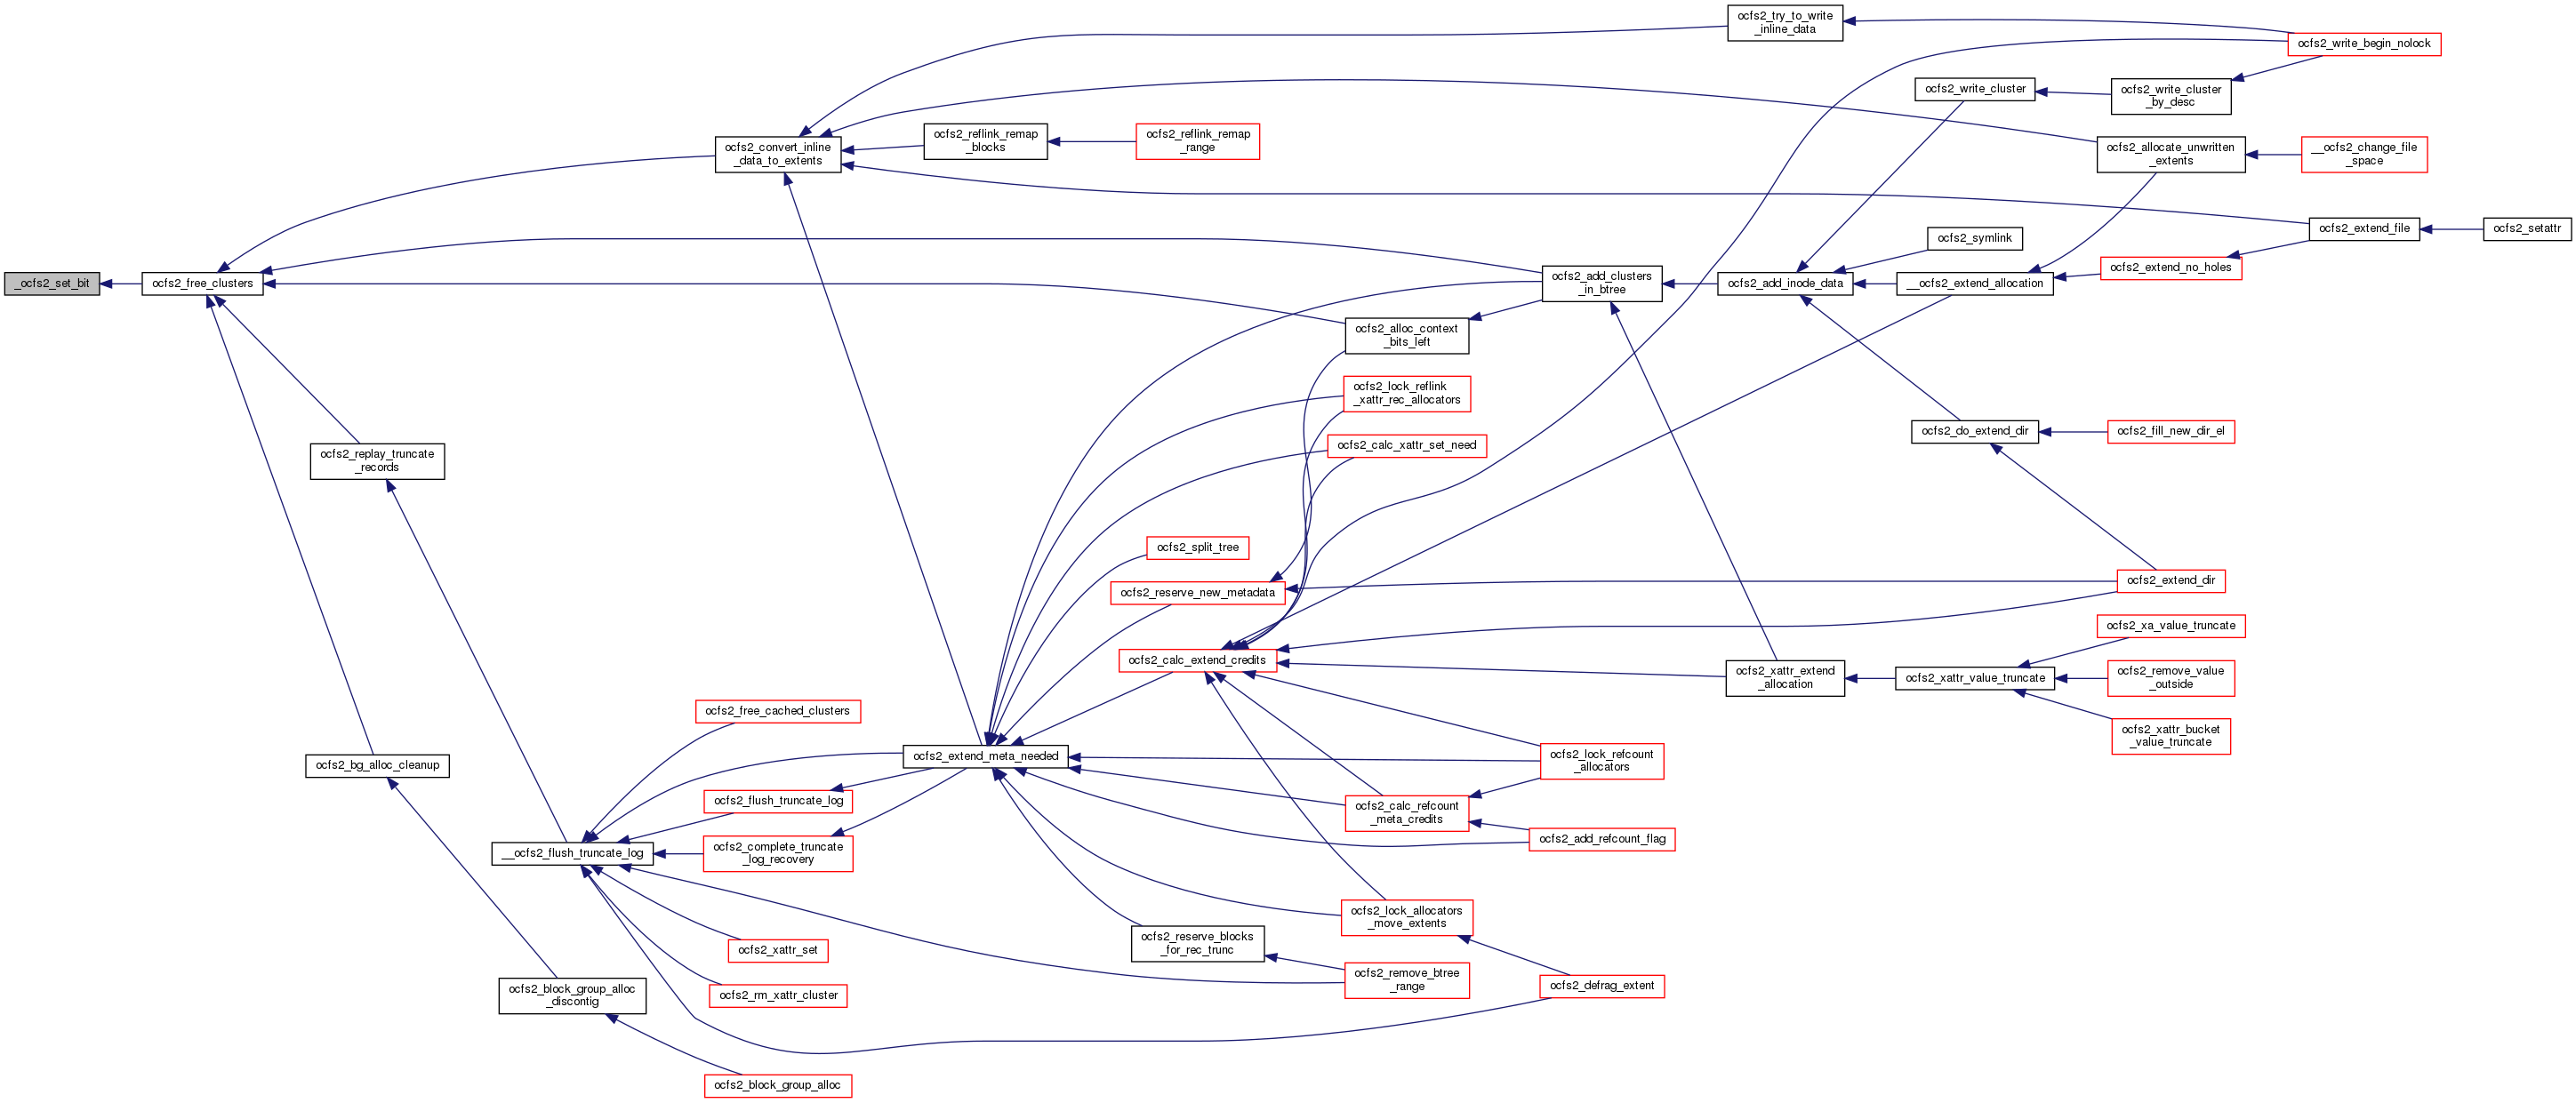 ocfs2_try_to_write
_inline_data
ocfs2_write_begin_nolock
ocfs2_write_cluster
ocfs2_write_cluster
_by_desc
ocfs2_convert_inline
_data_to_extents
ocfs2_reflink_remap
_blocks
ocfs2_reflink_remap
_range
ocfs2_allocate_unwritten
_extents
__ocfs2_change_file
_space
ocfs2_extend_file
ocfs2_setattr
ocfs2_symlink
ocfs2_extend_no_holes
_ocfs2_set_bit
ocfs2_free_clusters
ocfs2_add_clusters
_in_btree
ocfs2_add_inode_data
__ocfs2_extend_allocation
ocfs2_alloc_context
_bits_left
ocfs2_lock_reflink
_xattr_rec_allocators
ocfs2_calc_xattr_set_need
ocfs2_do_extend_dir
ocfs2_fill_new_dir_el
ocfs2_replay_truncate
_records
ocfs2_split_tree
ocfs2_reserve_new_metadata
ocfs2_extend_dir
ocfs2_calc_extend_credits
ocfs2_xa_value_truncate
ocfs2_xattr_extend
_allocation
ocfs2_xattr_value_truncate
ocfs2_remove_value
_outside
ocfs2_xattr_bucket
_value_truncate
ocfs2_free_cached_clusters
ocfs2_bg_alloc_cleanup
ocfs2_extend_meta_needed
ocfs2_lock_refcount
_allocators
ocfs2_flush_truncate_log
ocfs2_calc_refcount
_meta_credits
ocfs2_add_refcount_flag
__ocfs2_flush_truncate_log
ocfs2_complete_truncate
_log_recovery
ocfs2_lock_allocators
_move_extents
ocfs2_xattr_set
ocfs2_reserve_blocks
_for_rec_trunc
ocfs2_remove_btree
_range
ocfs2_defrag_extent
ocfs2_block_group_alloc
_discontig
ocfs2_rm_xattr_cluster
ocfs2_block_group_alloc